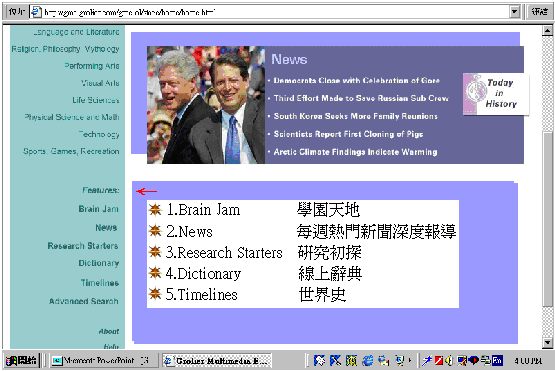 Language and Literature
Religion, Philosophy, Mythology
Performing Arts
Visual Arts
Life Sciences
Physical Science and Math
Technology
Sports, Games, Recreation
News
• Democrats Close with Celebration of Gore
• Third Effort Made to Save Russian Sub Crew
• South Korea Seeks More Family Reunions
• Scientists Report First Cloning of Pigs
• Arctic Climate Findings Indicate Warming
Today
in
History
Features:
Brain Jam
News
Research Starters
Dictionary
Timelines
Advanced Search
About
Help
1.Brain Jam 學園天地
2.News 每週熱門新聞深度報導
3.Research Starters 研究初探
4.Dictionary 線上辭典
5.Timelines 世界史
開始 Microsoft PowerPoint - [3 Grolier Multimedia E... En 4:00 PM